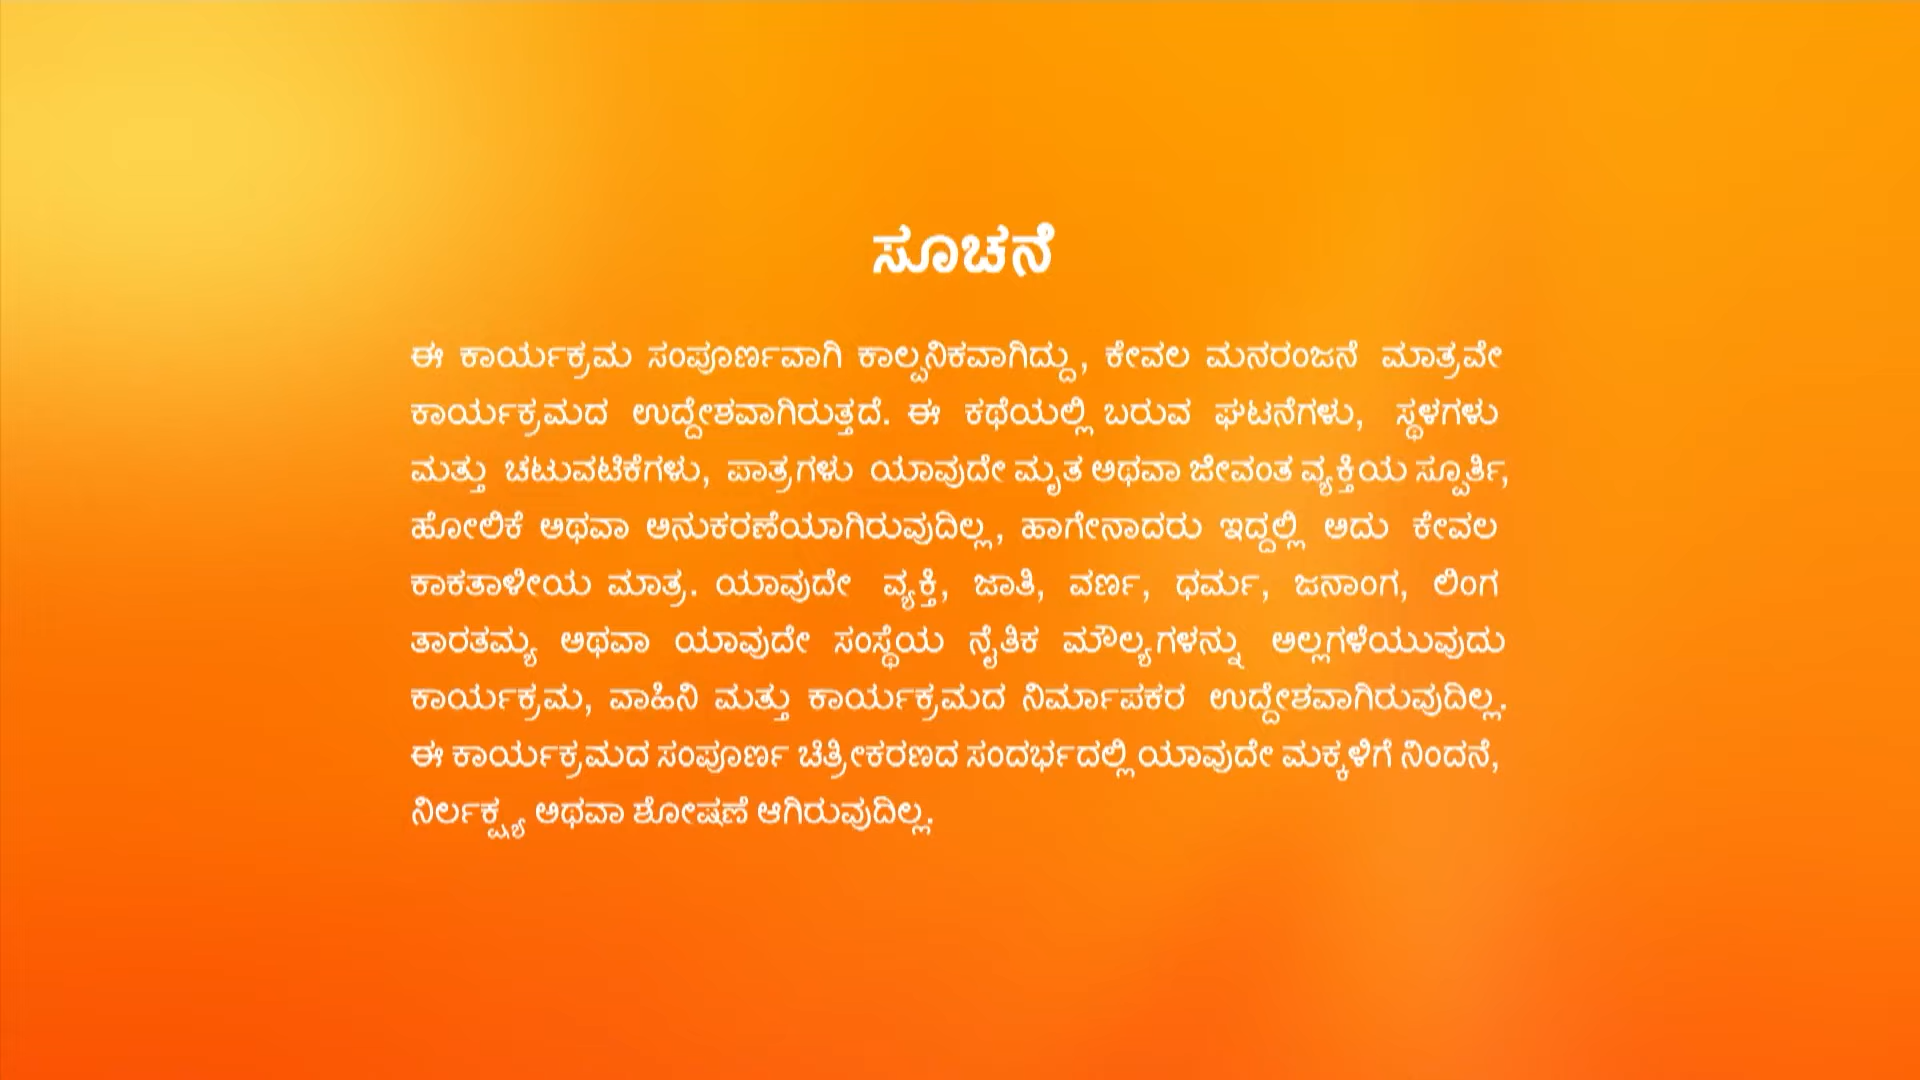 ಸೂಚನೆ
ಈ ಕಾರ್ಯಕ್ರಮ ಸಂಪೂರ್ಣವಾಗಿ ಕಾಲ್ಪನಿಕವಾಗಿದ್ದು, ಕೇವಲ ಮನರಂಜನೆ ಮಾತ್ರವೇ
ಕಾರ್ಯಕ್ರಮದ ಉದ್ದೇಶವಾಗಿರುತ್ತದೆ. ಈ ಕಥೆಯಲ್ಲಿ ಬರುವ ಘಟನೆಗಳು, ಸ್ಥಳಗಳು
ಮತ್ತು ಚಟುವಟಿಕೆಗಳು, ಪಾತ್ರಗಳು ಯಾವುದೇ ಮೃತ ಅಥವಾ ಜೀವಂತ ವ್ಯಕ್ತಿಯ ಸ್ಪೂರ್ತಿ,
ಹೋಲಿಕೆ ಅಥವಾ ಅನುಕರಣೆಯಾಗಿರುವುದಿಲ್ಲ, ಹಾಗೇನಾದರು ಇದ್ದಲ್ಲಿ ಅದು ಕೇವಲ
ಕಾಕತಾಳೀಯ ಮಾತ್ರ. ಯಾವುದೇ ವ್ಯಕ್ತಿ, ಜಾತಿ, ವರ್ಣ, ಧರ್ಮ, ಜನಾಂಗ, ಲಿಂಗ
ತಾರತಮ್ಯ ಅಥವಾ ಯಾವುದೇ ಸಂಸ್ಥೆಯ ನೈತಿಕ ಮೌಲ್ಯಗಳನ್ನು ಅಲ್ಲಗಳೆಯುವುದು
ಕಾರ್ಯಕ್ರಮ, ವಾಹಿನಿ ಮತ್ತು ಕಾರ್ಯಕ್ರಮದ ನಿರ್ಮಾಪಕರ ಉದ್ದೇಶವಾಗಿರುವುದಿಲ್ಲ.
ಈ ಕಾರ್ಯಕ್ರಮದ ಸಂಪೂರ್ಣ ಚಿತ್ರೀಕರಣದ ಸಂದರ್ಭದಲ್ಲಿ ಯಾವುದೇ ಮಕ್ಕಳಿಗೆ ನಿಂದನೆ,
ನಿರ್ಲಕ್ಷ್ಯ ಅಥವಾ ಶೋಷಣೆ ಆಗಿರುವುದಿಲ್ಲ.